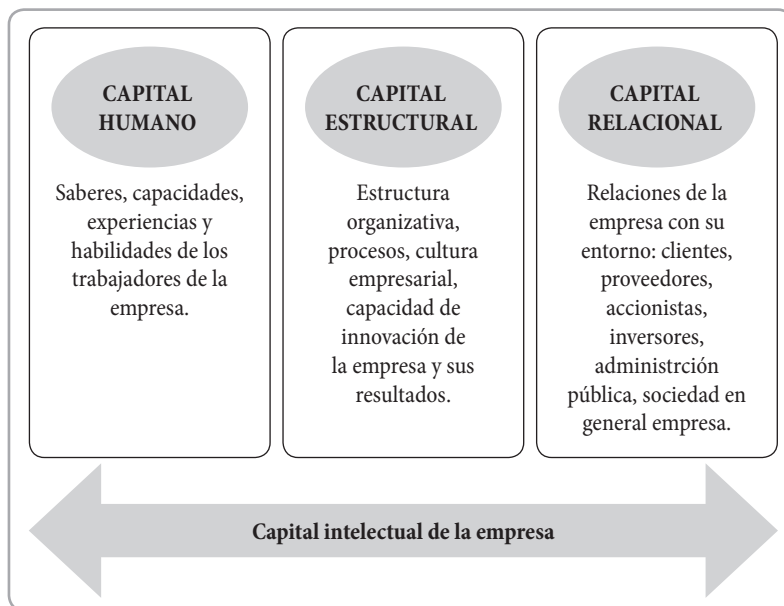 CAPITAL
HUMANO
Saberes, capacidades,
experiencias y
habilidades de los
trabajadores de la
empresa.
CAPITAL
ESTRUCTURAL
Estructura
organizativa,
procesos, cultura
empresarial,
capacidad de
innovación de
la empresa y sus
resultados.
CAPITAL
RELACIONAL
Relaciones de la
empresa con su
entorno: clientes,
proveedores,
accionistas,
inversores,
administrción
pública, sociedad en
general empresa.
Capital intelectual de la empresa